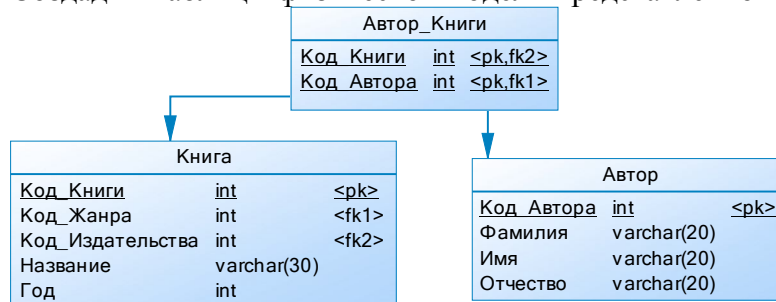 Автор_Книги
Код_Книги int <pk,fk2>
Код_Автора int <pk,fk1>
Книга
Код_Книги int <pk>
Код_Жанра int <fk1>
Код_Издательства int <fk2>
Название varchar(30)
Год int
Автор
Код_Автора int <pk>
Фамилия varchar(20)
Имя varchar(20)
Отчество varchar(20)